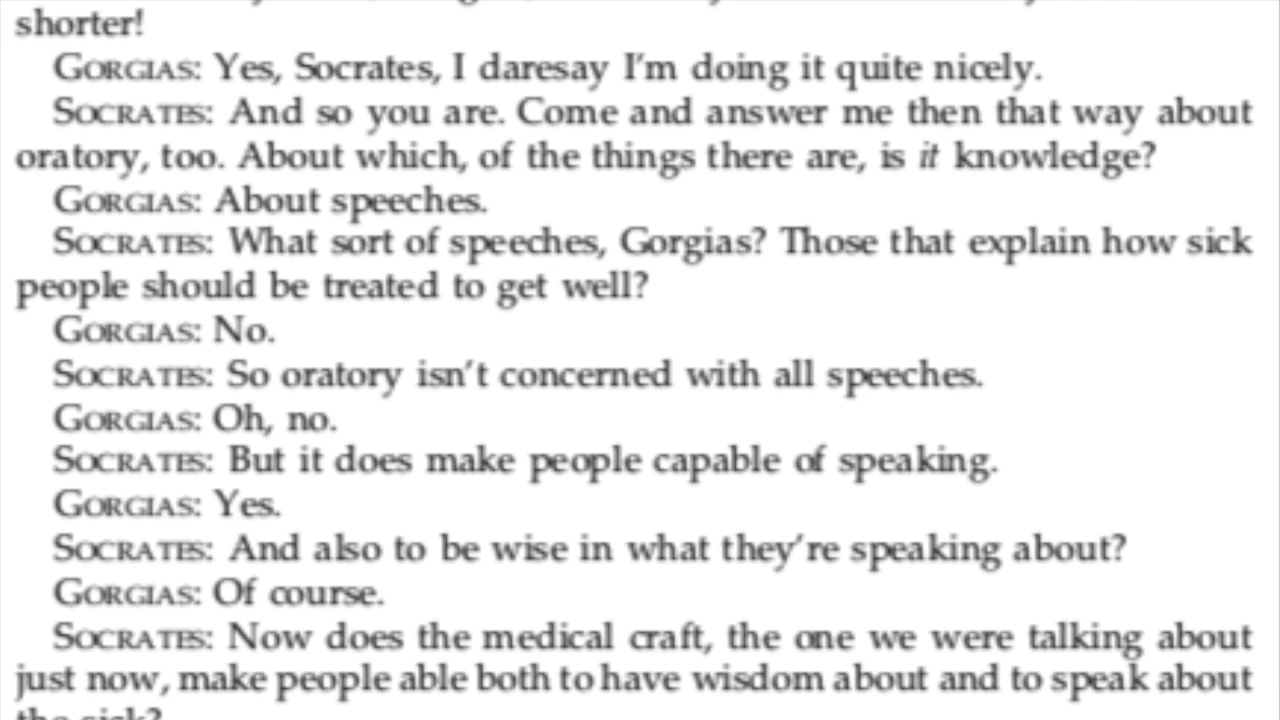 shorter!
GORGIAS: Yes, Socrates, I daresay I'm doing it quite nicely.
SOCRATES: And so you are. Come and answer me then that way about
oratory, too. About which, of the things there are, is it knowledge?
GORGIAS: About speeches.
SOCRATES: What sort of speeches, Gorgias? Those that explain how sick
people should be treated to get well?
GORGIAS: No.
SOCRATES: So oratory isn't concerned with all speeches.
GORGIAS: Oh, no.
SOCRATES: But it does make people capable of speaking.
GORGIAS: Yes.
SOCRATES: And also to be wise in what they're speaking about?
GORGIAS: Of course.
SOCRATES: Now does the medical craft, the one we were talking about
just now, make people able both to have wisdom about and to speak about
the sick?